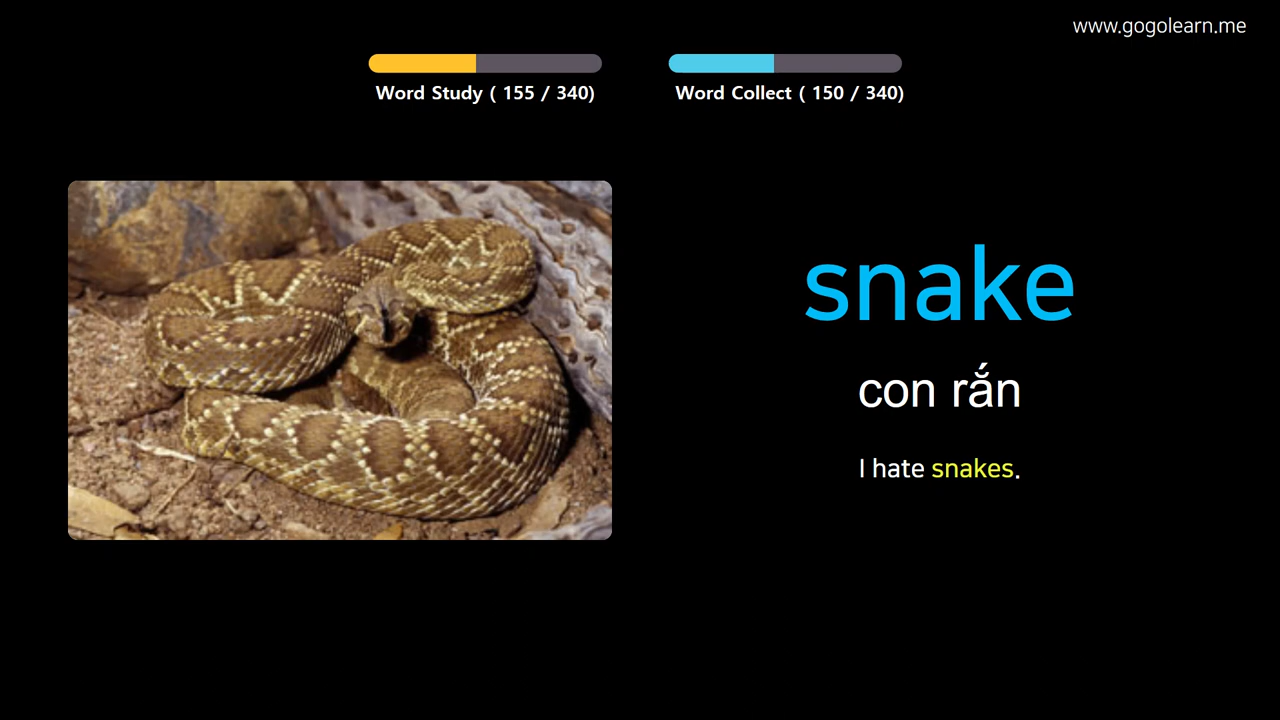 www.gogolearn.me
Word Study ( 155 / 340)
Word Collect ( 150 / 340)
snake
con rắn
I hate snakes.